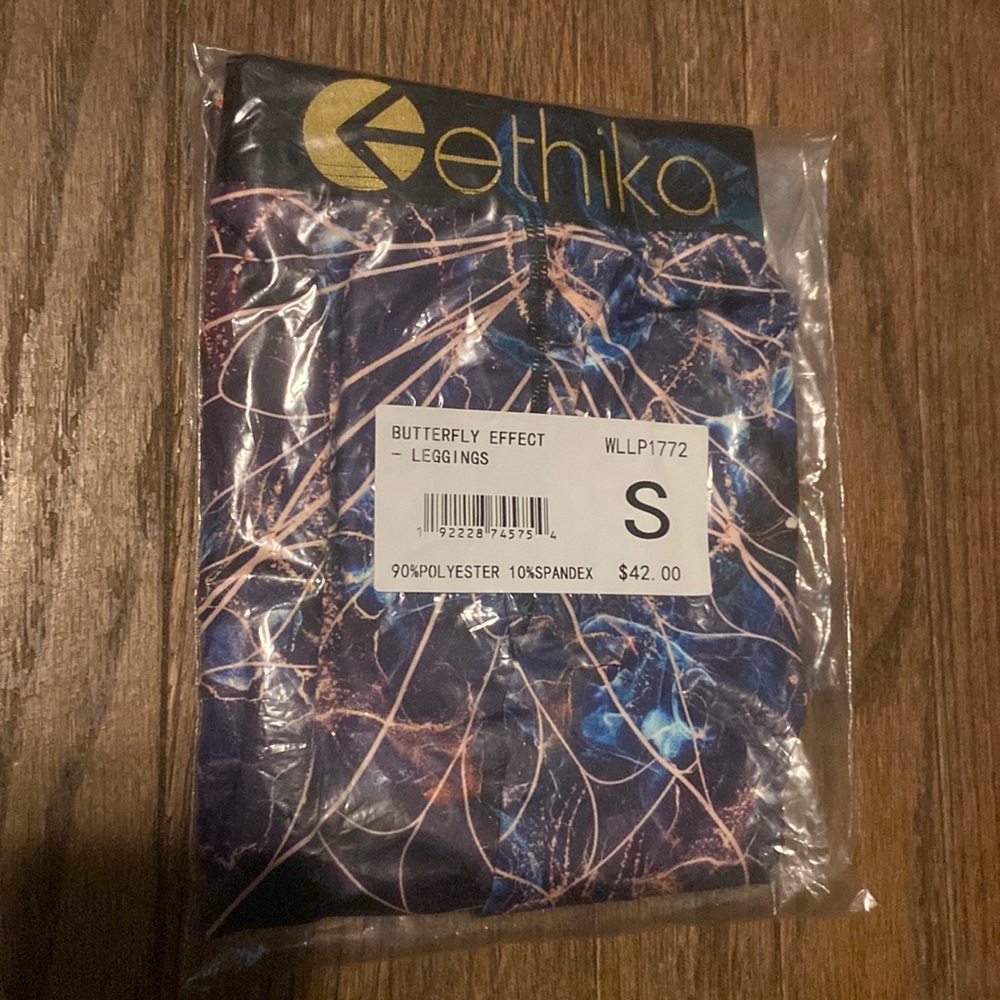 ethika
BUTTERFLY EFFECT
- LEGGINGS
WLLP1772
S
1 92228 74575 4
90%POLYESTER 10%SPANDEX
$42.00